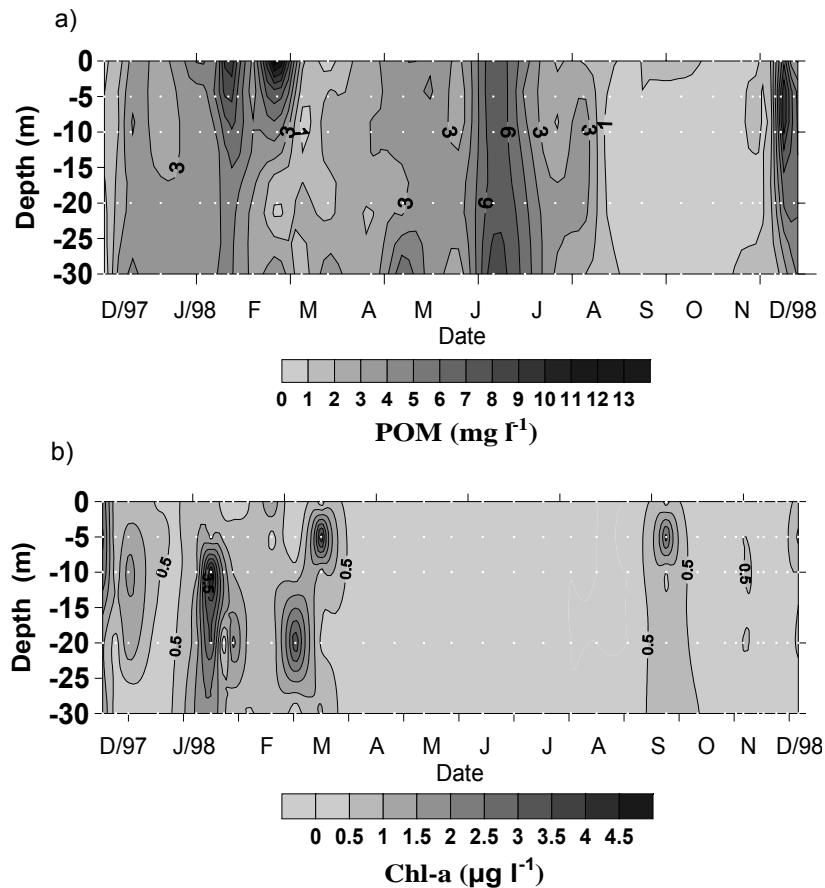 a)
0
-5
-10
-15
-20
-25
-30
Depth (m)
3
3
1
3
3
6
6
3
3
1
D/97 J/98 F M A M J J A S O N D/98
Date
0 1 2 3 4 5 6 7 8 9 10 11 12 13
POM (mg l⁻¹)
b)
0
-5
-10
-15
-20
-25
-30
Depth (m)
0.5
0.5
3.5
0.5
0.5
0.5
0.5
D/97 J/98 F M A M J J A S O N D/98
Date
0 0.5 1 1.5 2 2.5 3 3.5 4 4.5
Chl-a (µg l⁻¹)